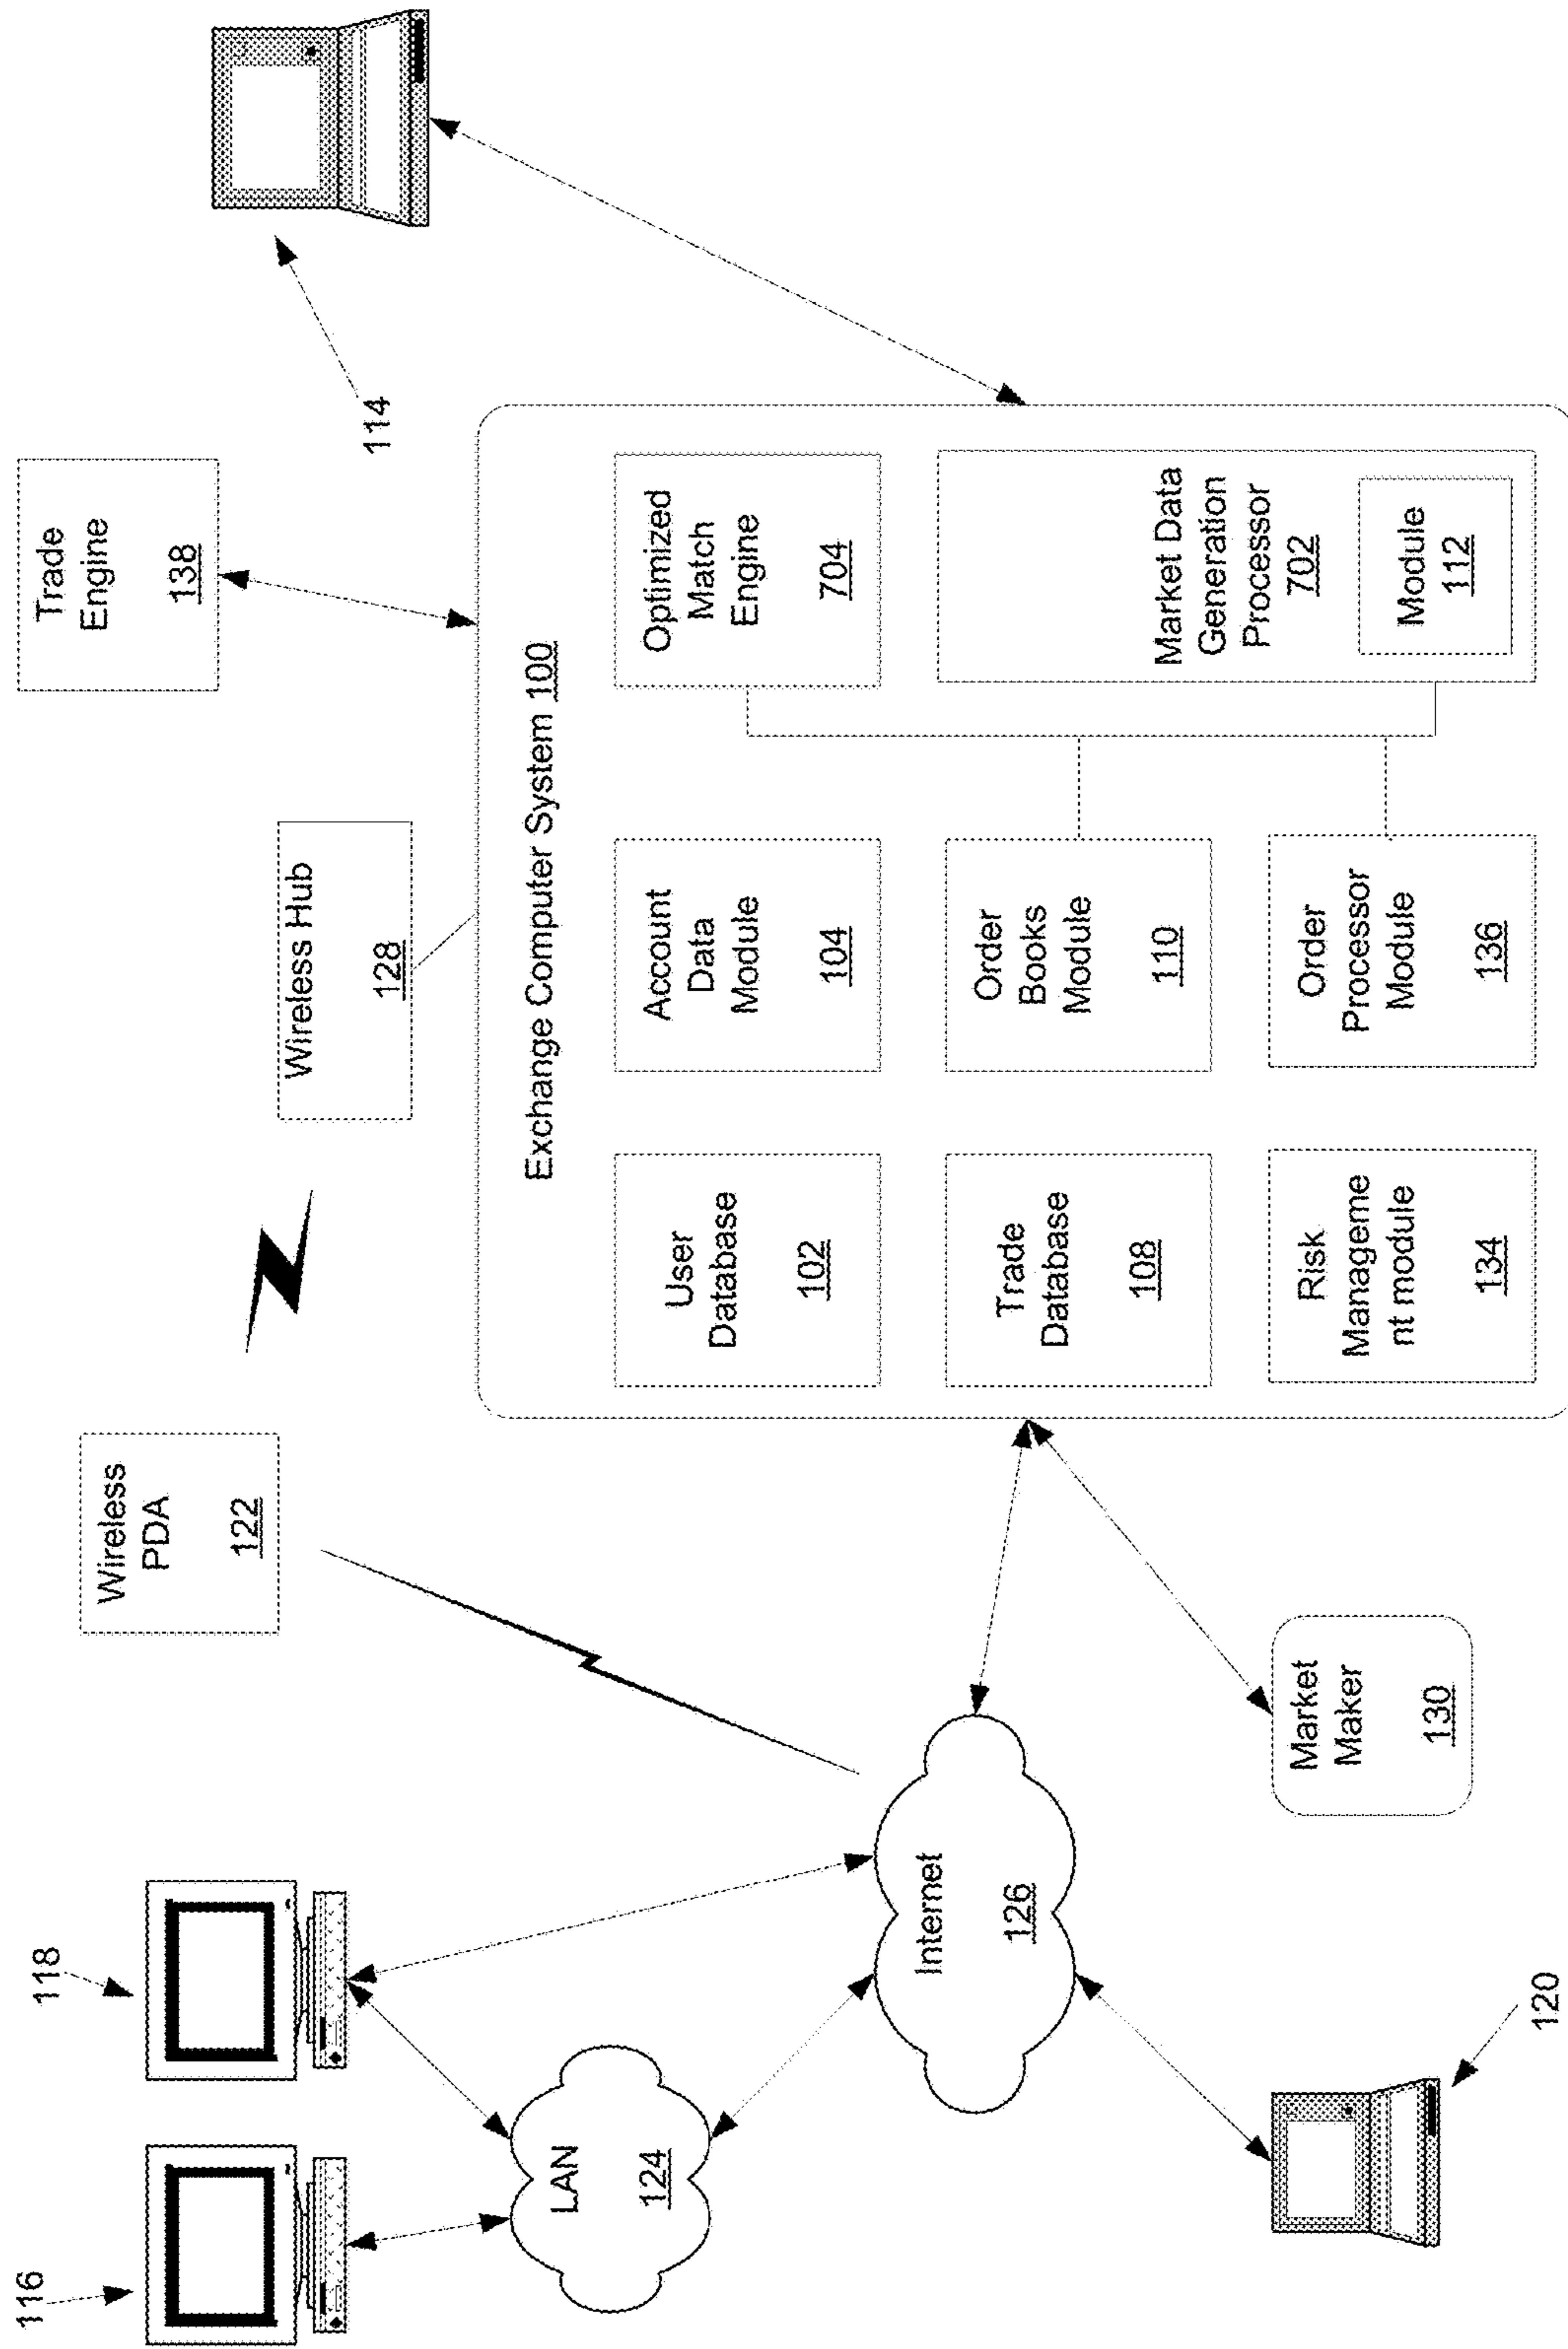 116
118
LAN
124
Internet
126
120
Wireless
PDA
122
Market
Maker
130
Wireless Hub
128
Trade
Engine
138
114
Exchange Computer System 100
User
Database
102
Account
Data
Module
104
Optimized
Match
Engine
704
Trade
Database
108
Order
Books
Module
110
Market Data
Generation
Processor
702
Module
112
Risk
Manageme
nt module
134
Order
Processor
Module
136